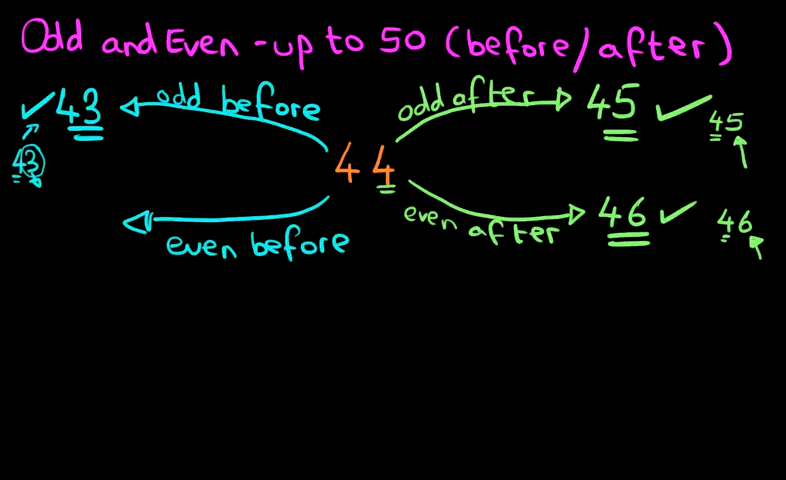 Odd and Even - up to 50 (before/after)
✓ 43 odd before odd after 45 ✓ 45
43 44
even before even after 46 ✓ 46